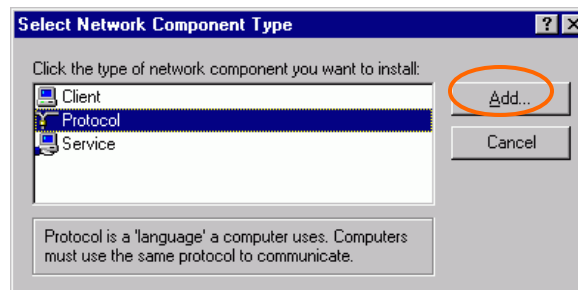 Select Network Component Type
Click the type of network component you want to install:
Client
Add...
Protocol
Service
Cancel
Protocol is a 'language' a computer uses. Computers
must use the same protocol to communicate.